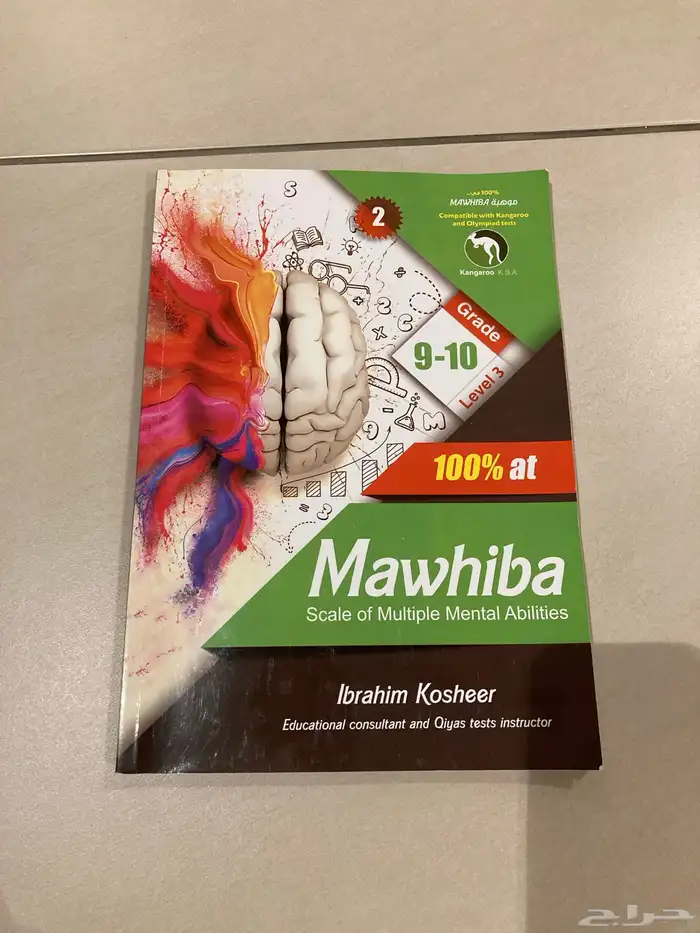 2
100% في..
موهبة MAWHIBA
Compatible with Kangaroo
and Olympiad tests
Kangaroo K.S.A
Grade
9-10
Level 3
100% at
Mawhiba
Scale of Multiple Mental Abilities
Ibrahim Kosheer
Educational consultant and Qiyas tests instructor
حراج